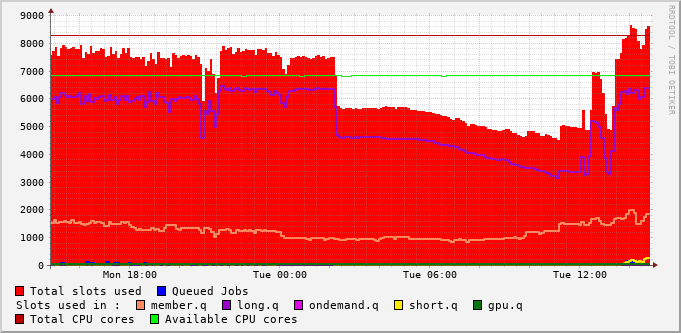 9000
8000
7000
6000
5000
4000
3000
2000
1000
0
Mon 18:00 Tue 00:00 Tue 06:00 Tue 12:00
RRDTOOL / TOBI OETIKER
Total slots used Queued Jobs
Slots used in : member.q long.q ondemand.q short.q gpu.q
Total CPU cores Available CPU cores